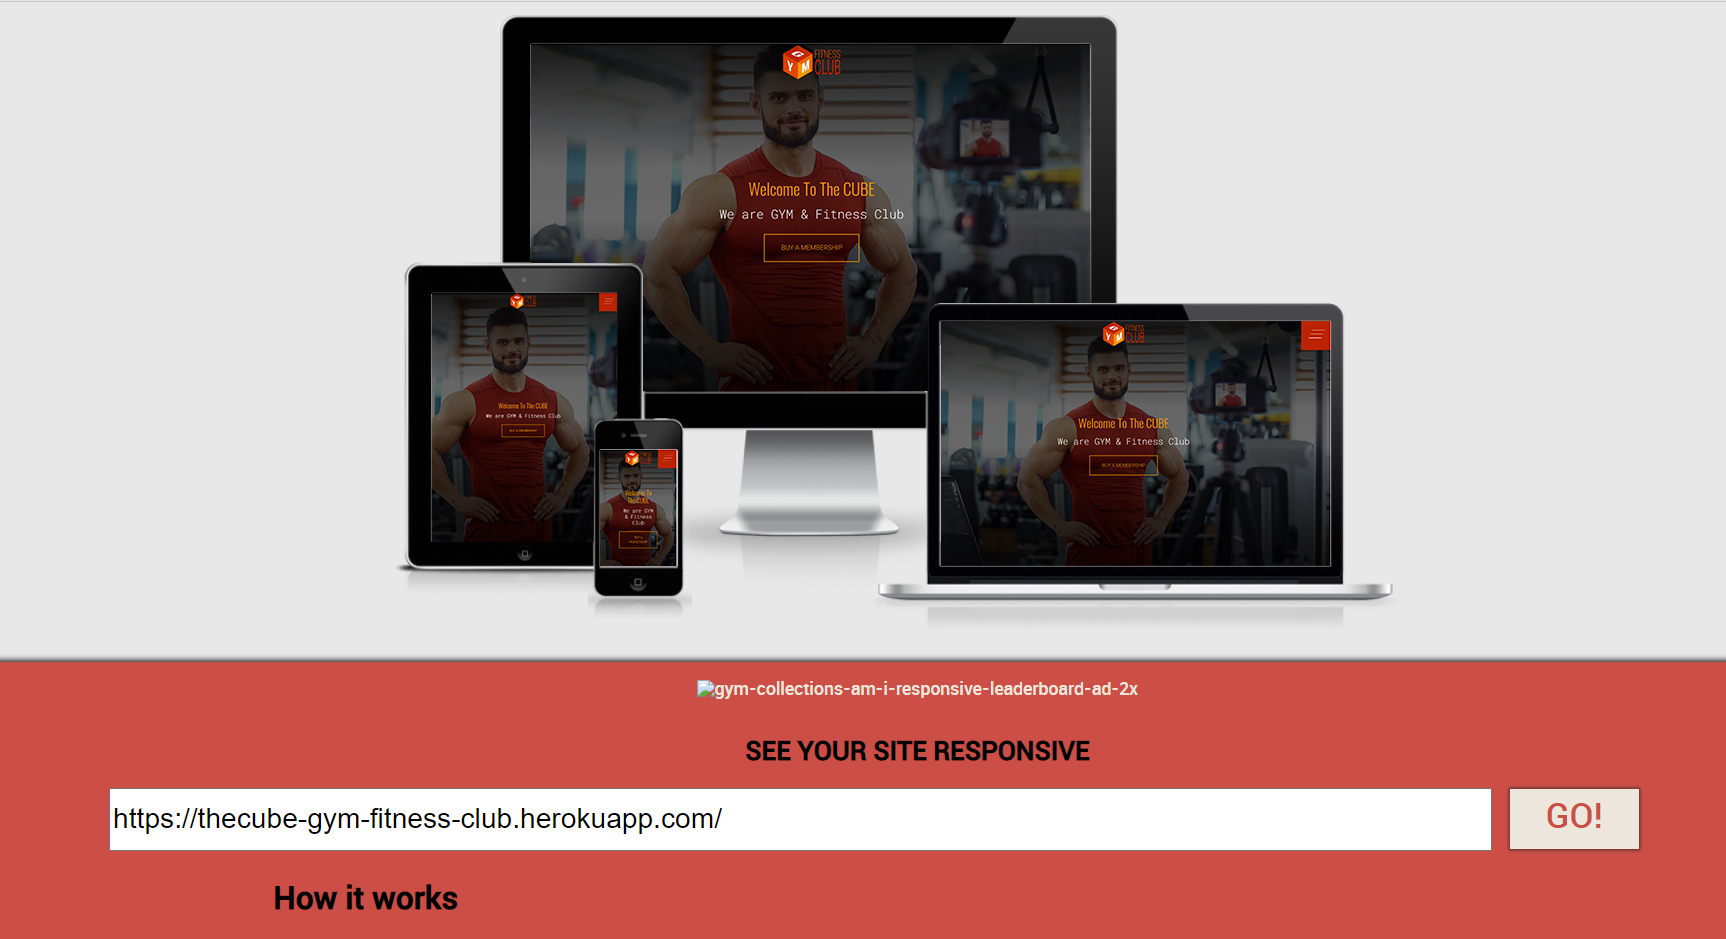 G
Y M
FITNESS
CLUB
Welcome To The CUBE
We are GYM & Fitness Club
BUY A MEMBERSHIP
G
Y M
CLUB
Welcome To The CUBE
We are GYM & Fitness Club
BUY A MEMBERSHIP
Y M
FITNESS
CLUB
Welcome To
The CUBE
We are GYM
& Fitness
Club
BUY A
MEMBERSHIP
G
Y M
FITNESS
CLUB
Welcome To The CUBE
We are GYM & Fitness Club
BUY A MEMBERSHIP
gym-collections-am-i-responsive-leaderboard-ad-2x
SEE YOUR SITE RESPONSIVE
https://thecube-gym-fitness-club.herokuapp.com/
GO!
How it works